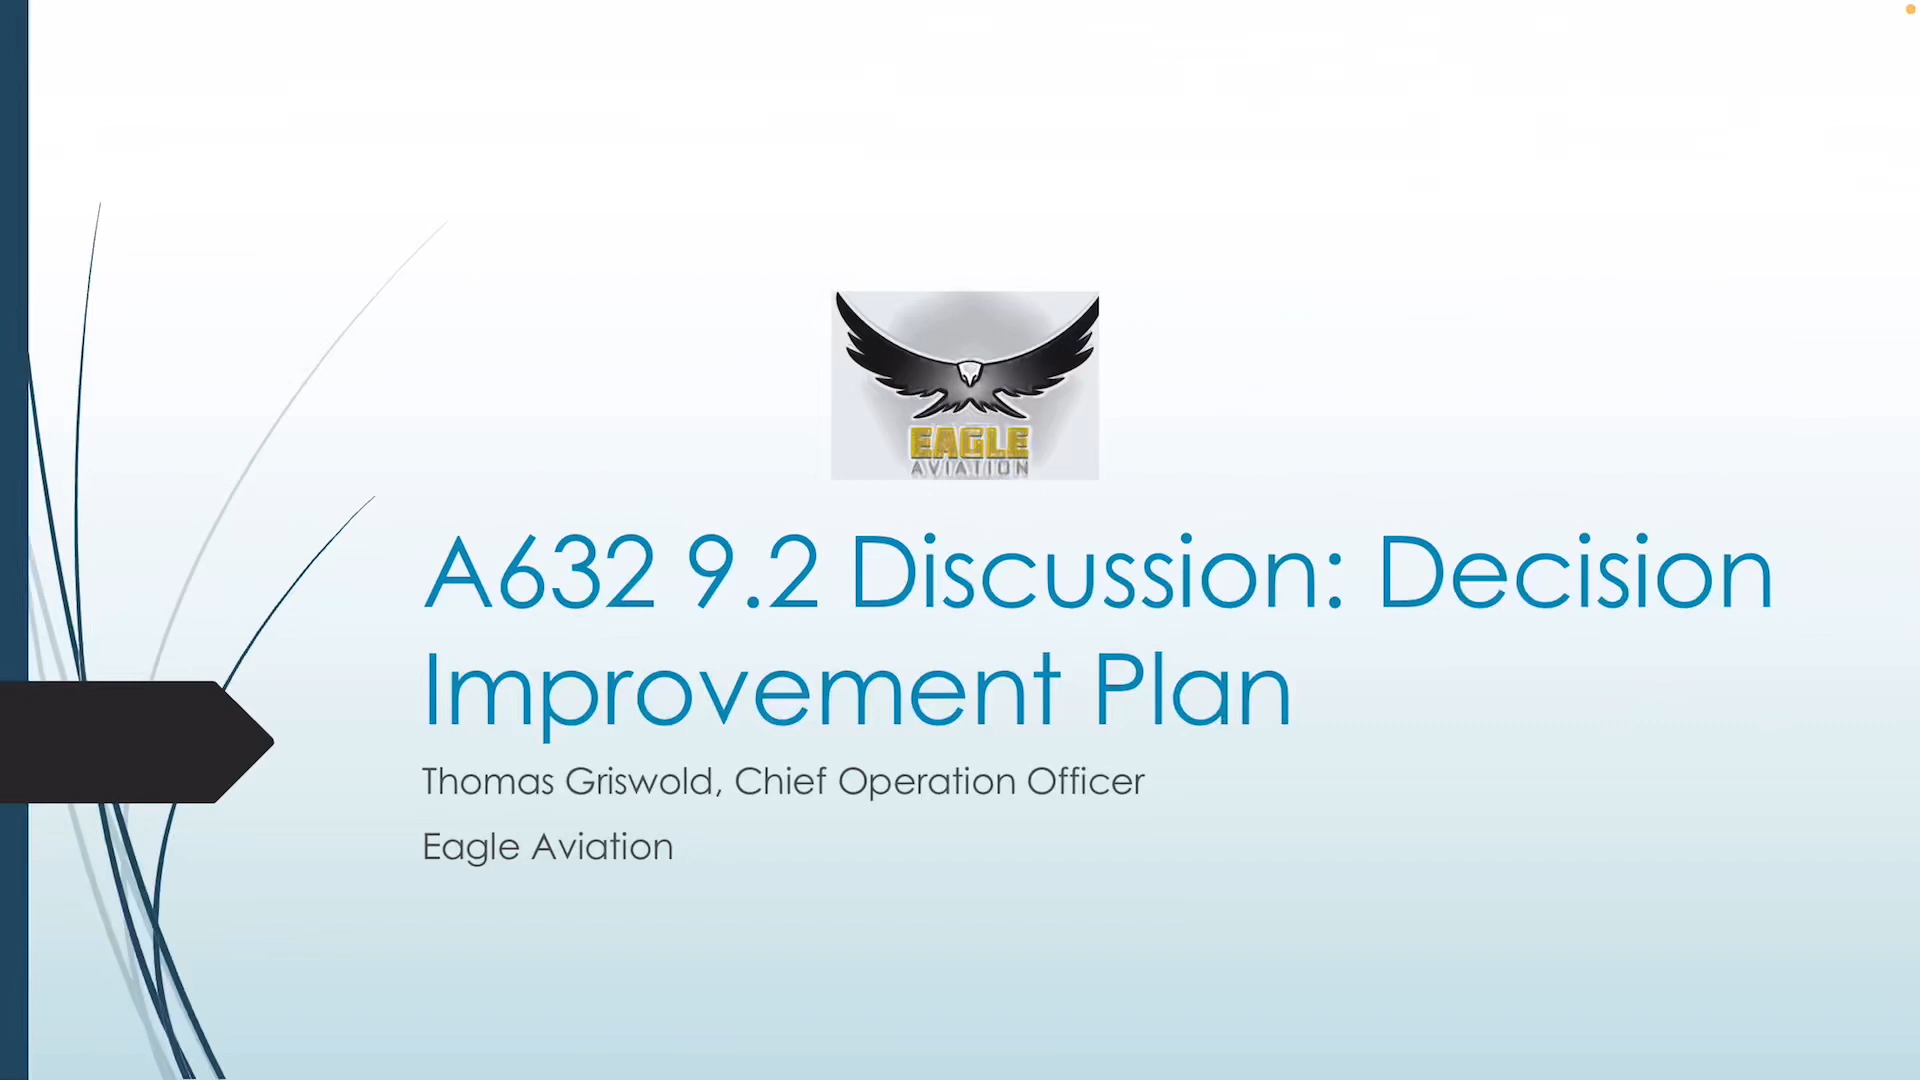 EAGLE
AVIATION
A632 9.2 Discussion: Decision
Improvement Plan
Thomas Griswold, Chief Operation Officer
Eagle Aviation